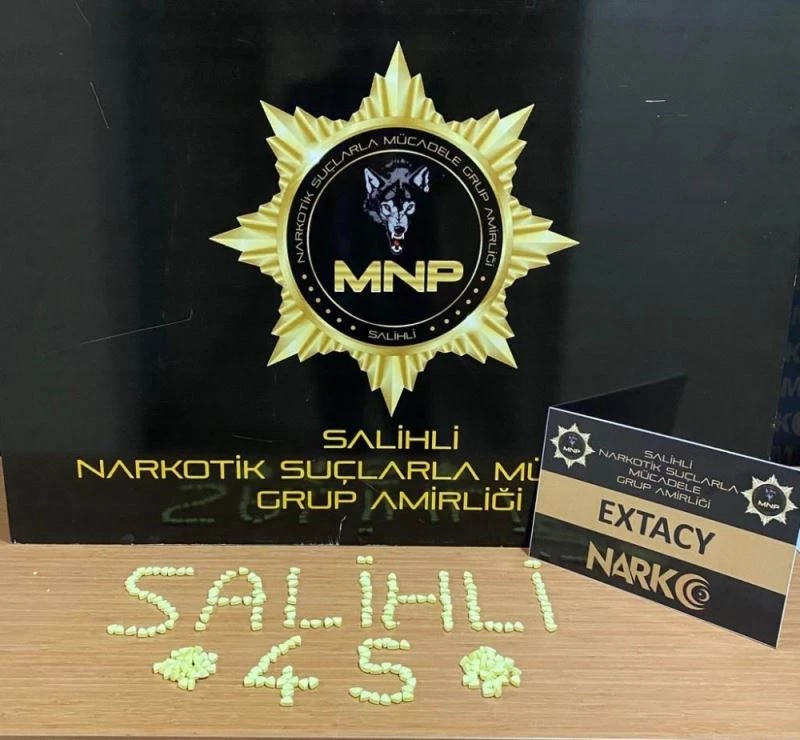 NARKOTİK SUÇLARLA MÜCADELE GRUP AMİRLİĞİ
MNP
SALİHLİ
SALİHLİ
NARKOTİK SUÇLARLA MÜ
GRUP AMİRLİĞİ
MNP
SALİHLİ
NARKOTİK SUÇLARLA
MÜCADELE
GRUP AMİRLİĞİ
MNP
EXTACY
NARKO
SALİHLİ
45